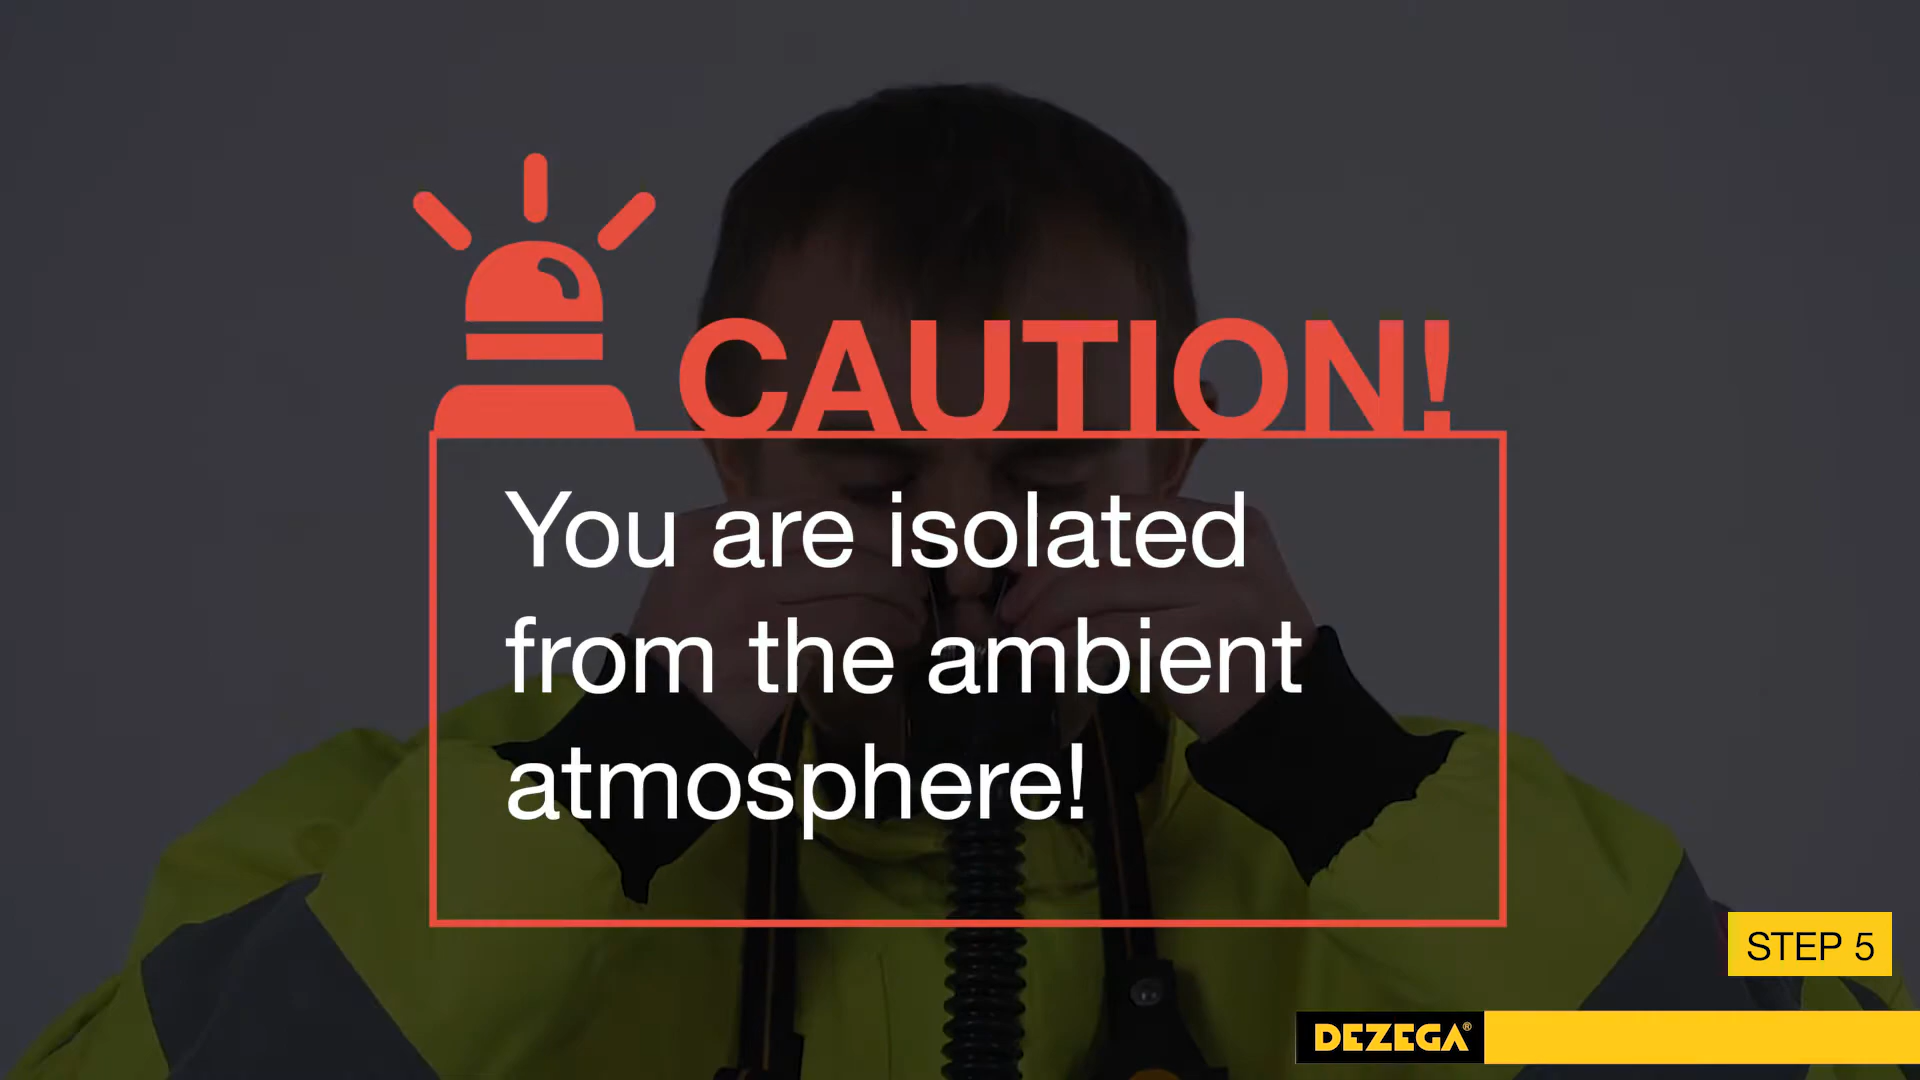 CAUTION!
You are isolated
from the ambient
atmosphere!
STEP 5
DEZEGA®